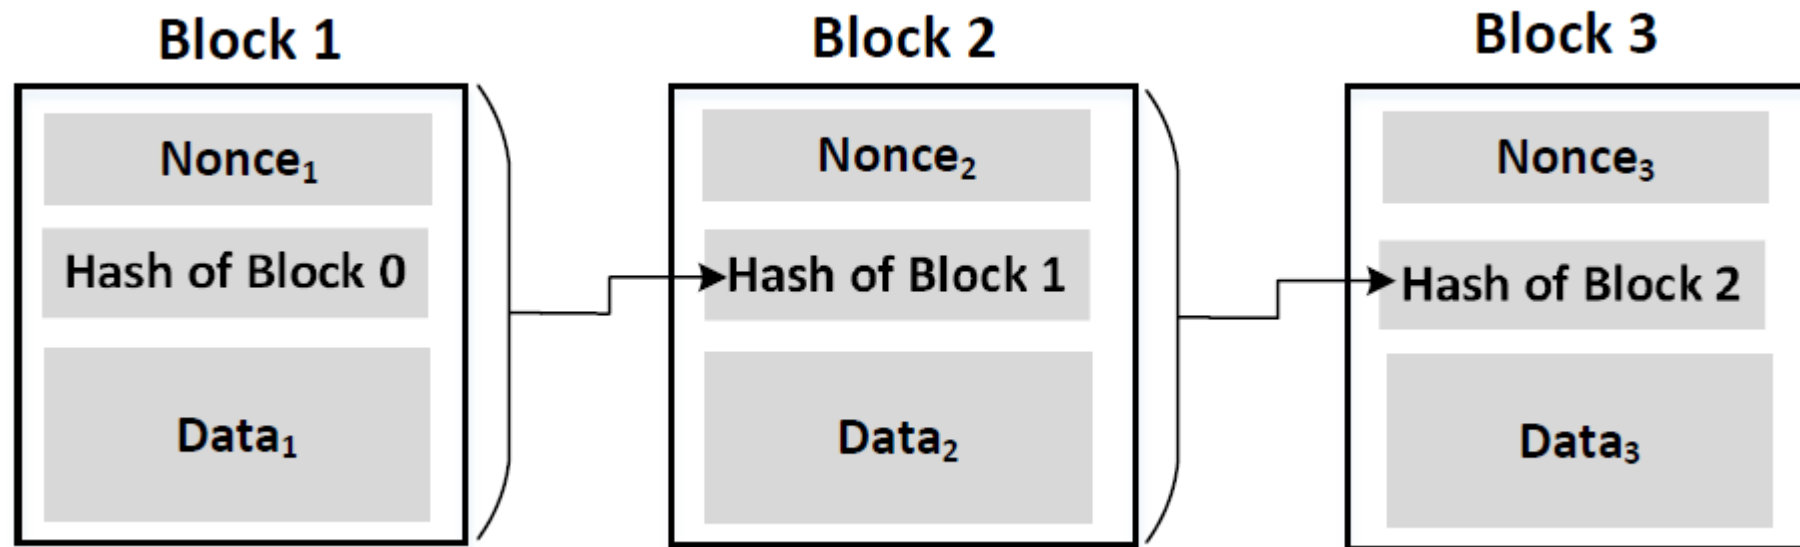 Block 1
Nonce₁
Hash of Block 0
Data₁
Block 2
Nonce₂
Hash of Block 1
Data₂
Block 3
Nonce₃
Hash of Block 2
Data₃